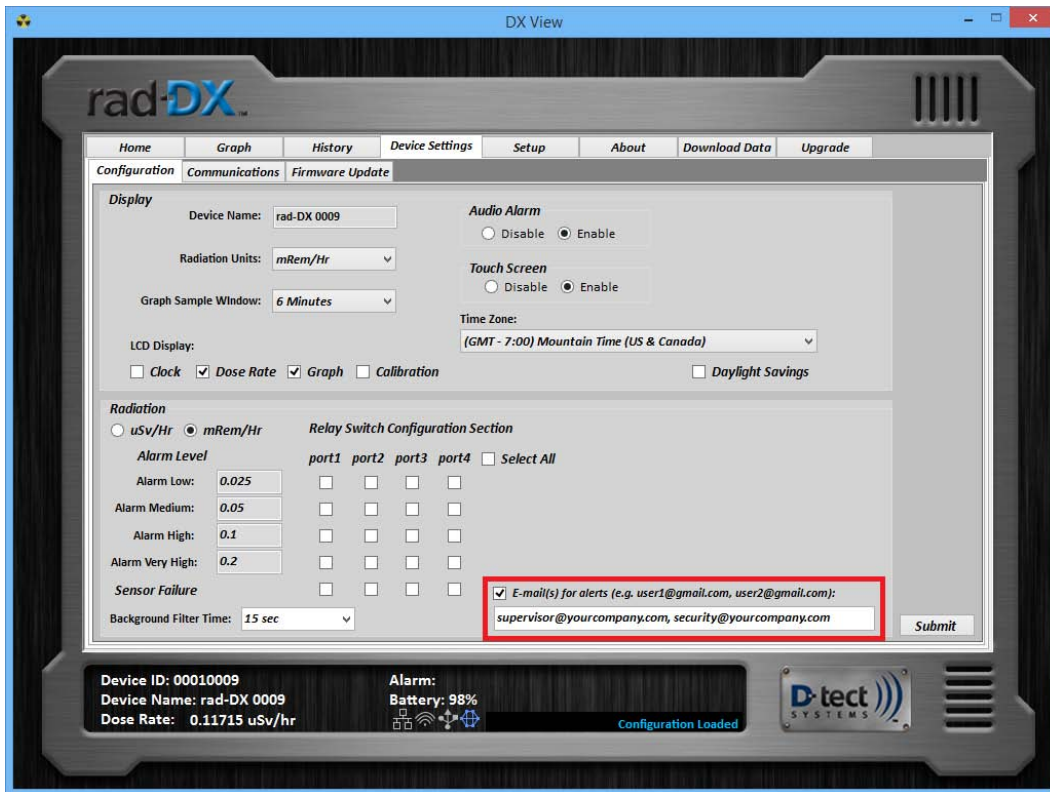 DX View
rad-DX™
Home Graph History Device Settings Setup About Download Data Upgrade
Configuration Communications Firmware Update
Display
Device Name: rad-DX 0009
Audio Alarm
Disable Enable
Radiation Units: mRem/Hr
Touch Screen
Disable Enable
Graph Sample WIndow: 6 Minutes
Time Zone:
(GMT - 7:00) Mountain Time (US & Canada)
LCD Display:
Clock Dose Rate Graph Calibration Daylight Savings
Radiation
uSv/Hr mRem/Hr Relay Switch Configuration Section
Alarm Level port1 port2 port3 port4 Select All
Alarm Low: 0.025
Alarm Medium: 0.05
Alarm High: 0.1
Alarm Very High: 0.2
Sensor Failure E-mail(s) for alerts (e.g. user1@gmail.com, user2@gmail.com):
Background Filter Time: 15 sec supervisor@yourcompany.com, security@yourcompany.com Submit
Device ID: 00010009 Alarm:
Device Name: rad-DX 0009 Battery: 98%
Dose Rate: 0.11715 uSv/hr Configuration Loaded
D-tect
SYSTEMS